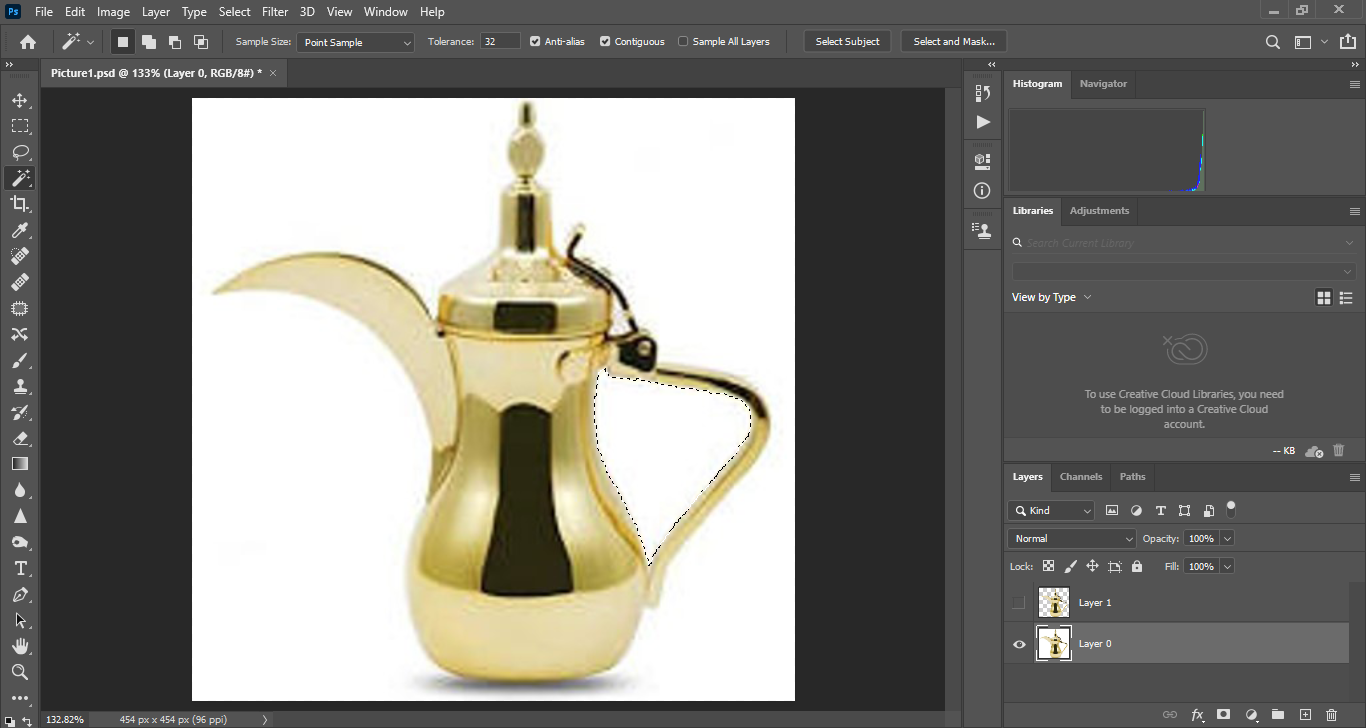 Ps File Edit Image Layer Type Select Filter 3D View Window Help
Sample Size: Point Sample Tolerance: 32 Anti-alias Contiguous Sample All Layers Select Subject Select and Mask...
Picture1.psd @ 133% (Layer 0, RGB/8#) *
Histogram Navigator
Libraries Adjustments
Search Current Library
View by Type
To use Creative Cloud Libraries, you need
to be logged into a Creative Cloud
account.
-- KB
Layers Channels Paths
Kind
Normal Opacity: 100%
Lock: Fill: 100%
Layer 1
Layer 0
fx
132.82% 454 px x 454 px (96 ppi)